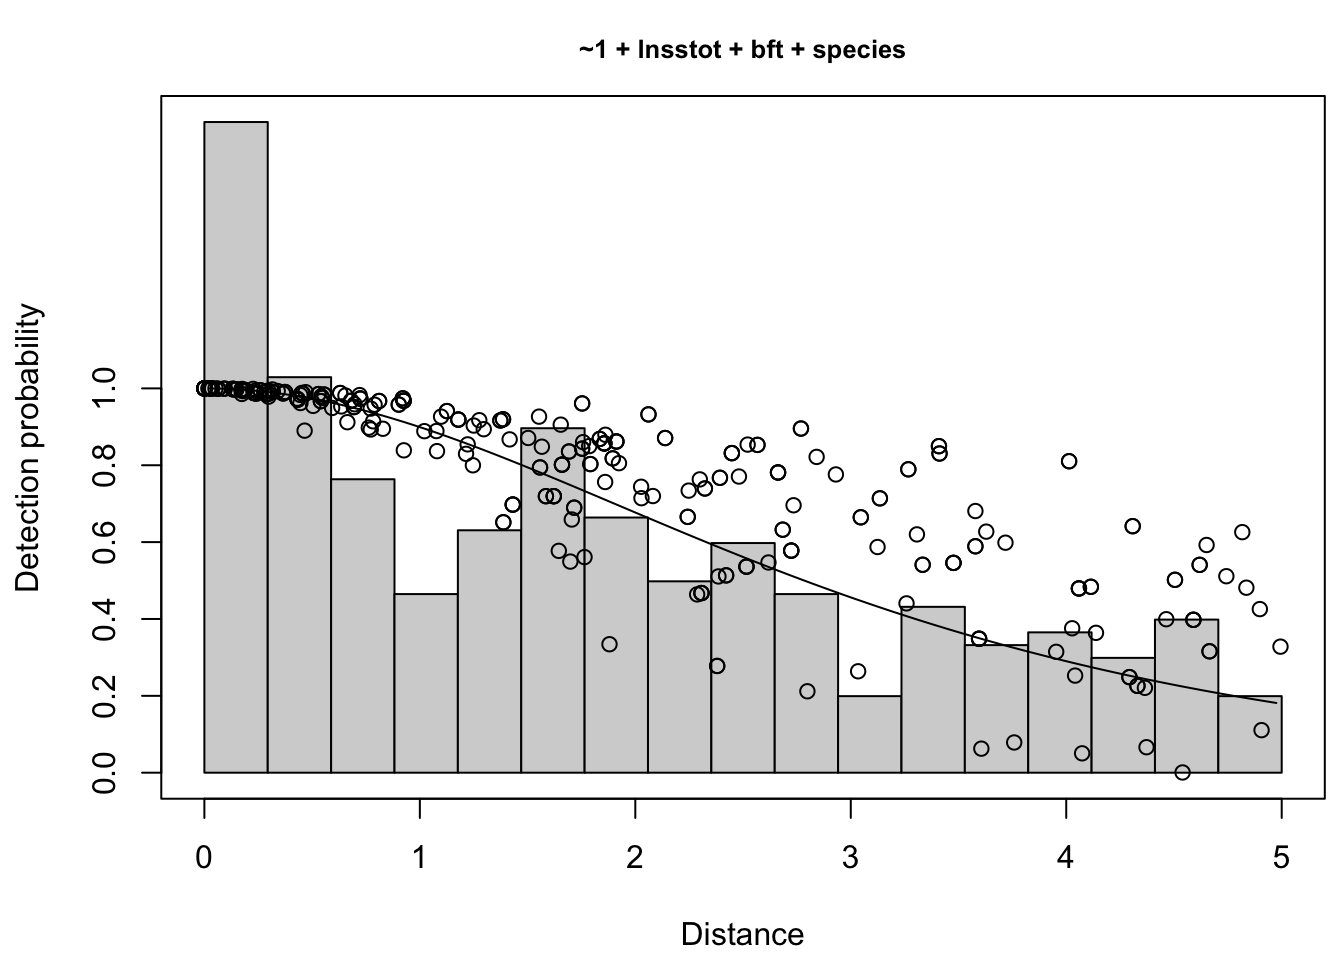 ~1 + lnsstot + bft + species
Detection probability
1.0
0.8
0.6
0.4
0.2
0.0
0 1 2 3 4 5
Distance